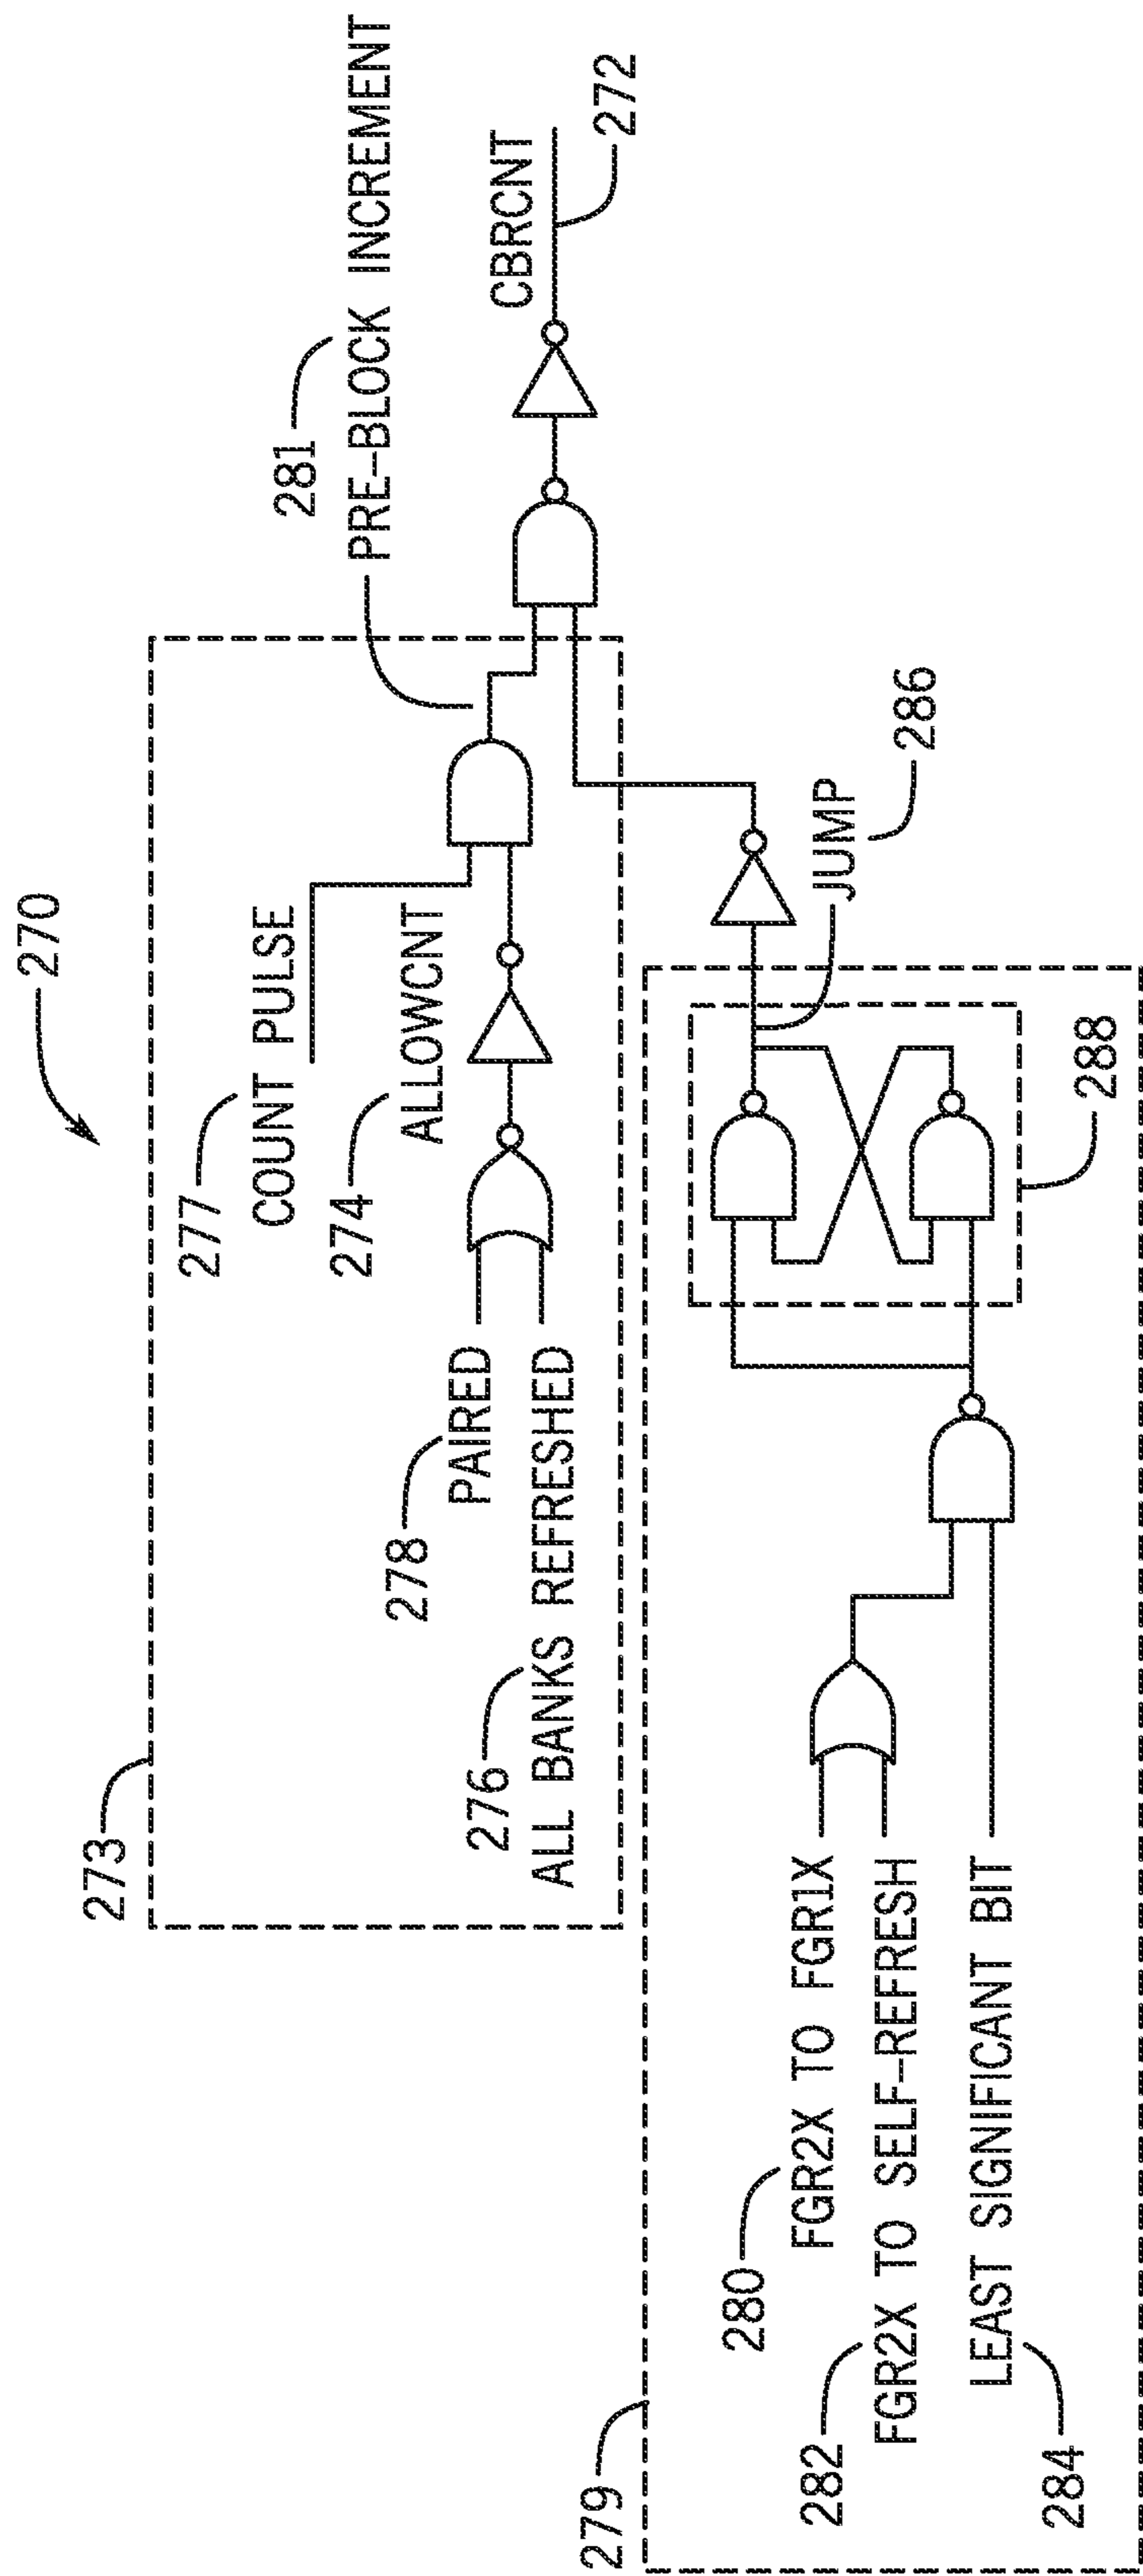 270
273
277
COUNT PULSE
274
ALLOWCNT
278
PAIRED
276
ALL BANKS REFRESHED
281
PRE-BLOCK INCREMENT
CBRCNT
272
279
280
FGR2X TO FGR1X
282
FGR2X TO SELF-REFRESH
284
LEAST SIGNIFICANT BIT
JUMP
286
288